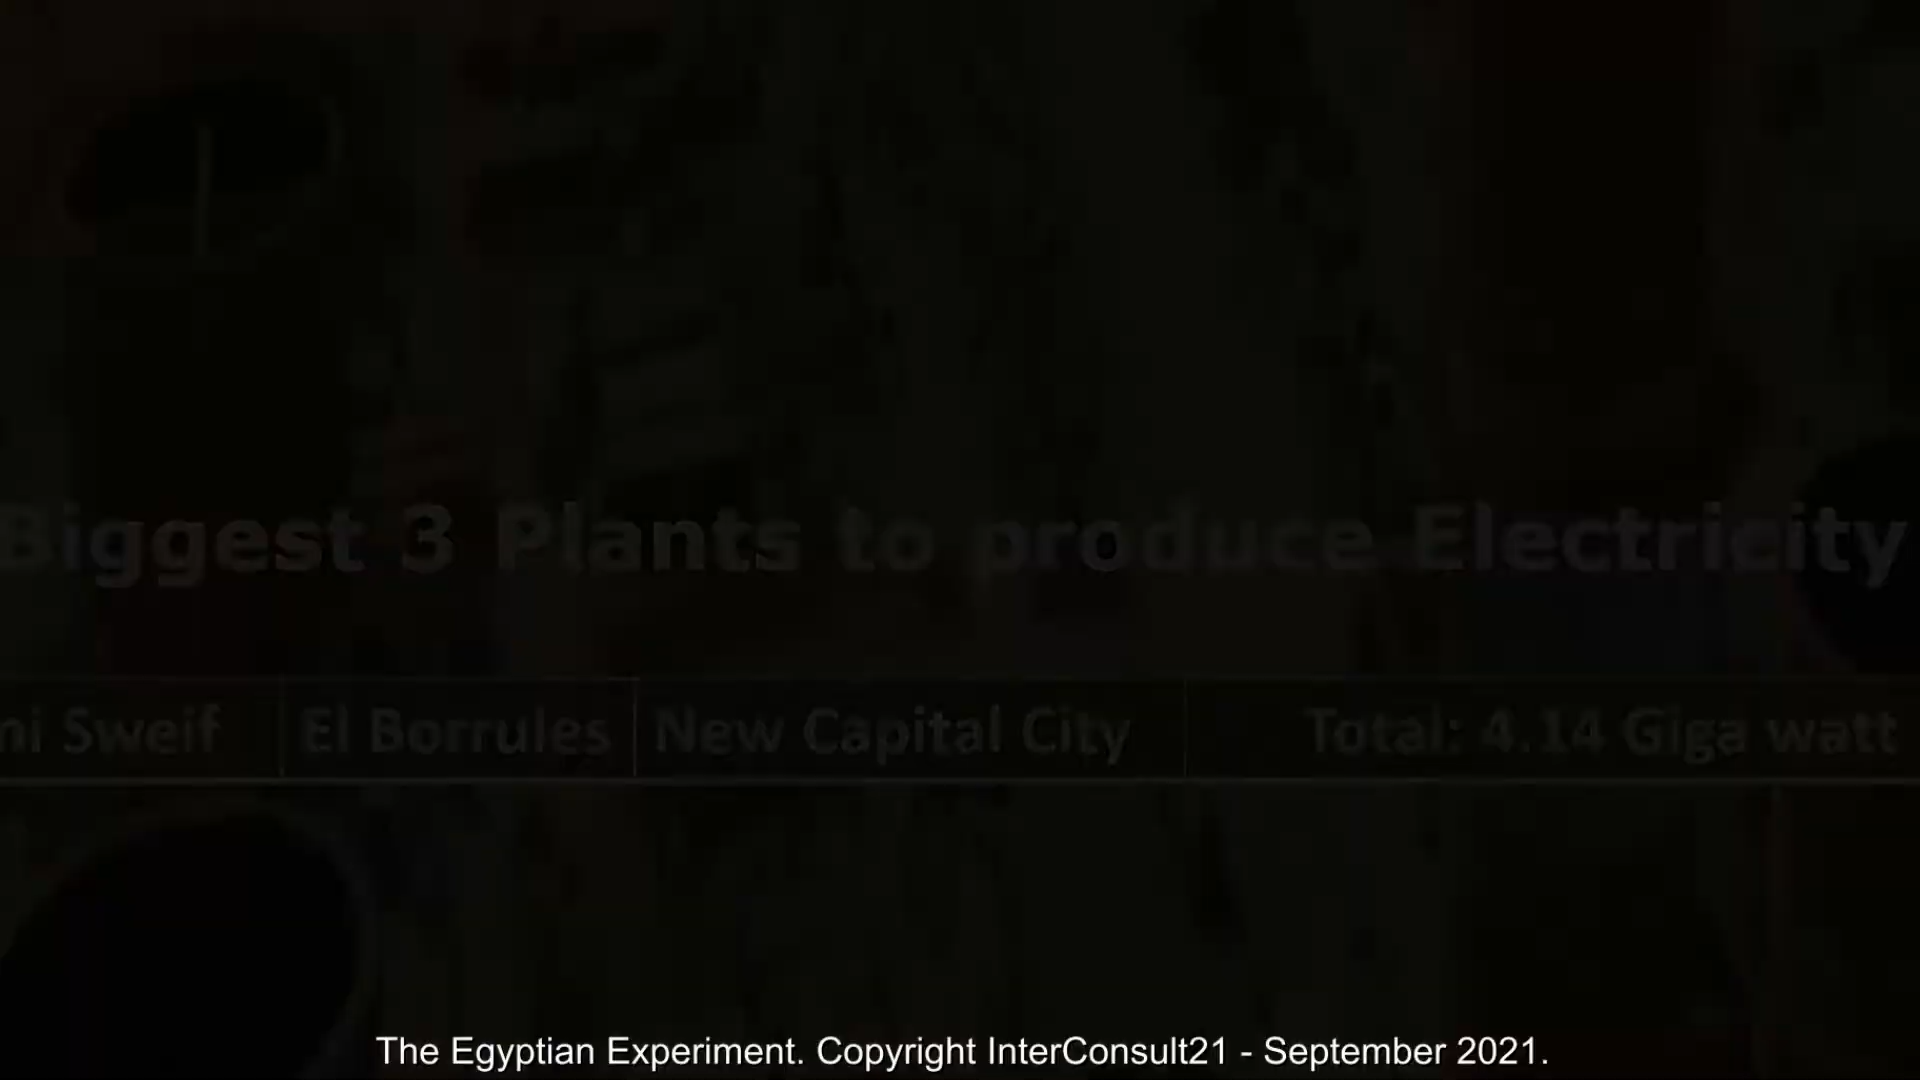 Biggest 3 Plants to produce Electricity
ni Sweif El Borrules New Capital City Total: 4.14 Giga watt
The Egyptian Experiment. Copyright InterConsult21 - September 2021.